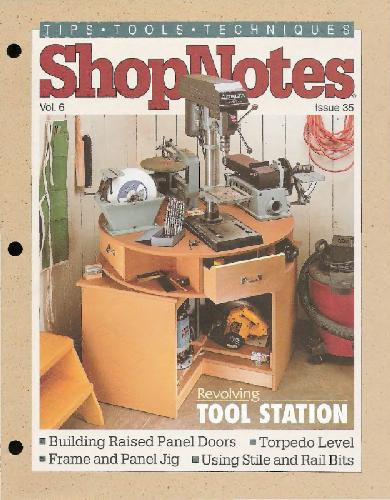 TIPS • TOOLS • TECHNIQUES
ShopNotes®
Vol. 6 Issue 35
Revolving
TOOL STATION
■ Building Raised Panel Doors ■ Torpedo Level
■ Frame and Panel Jig ■ Using Stile and Rail Bits